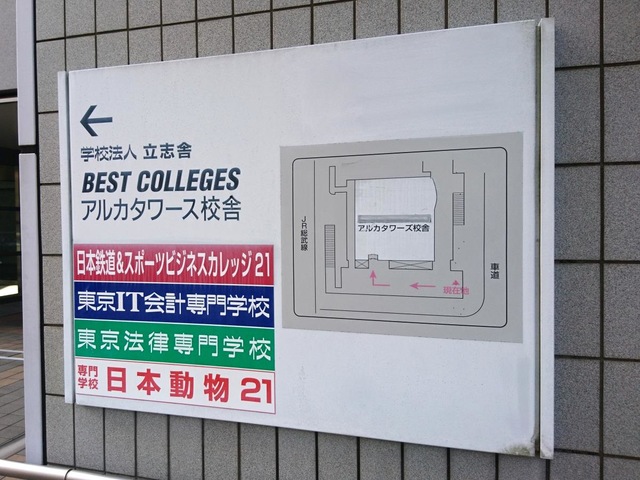 学校法人 立志舎
BEST COLLEGES
アルカタワーズ校舎
日本鉄道&スポーツビジネスカレッジ21
東京IT会計専門学校
東京法律専門学校
専門学校 日本動物21
JR総武線
アルカタワーズ校舎
車道
現在地